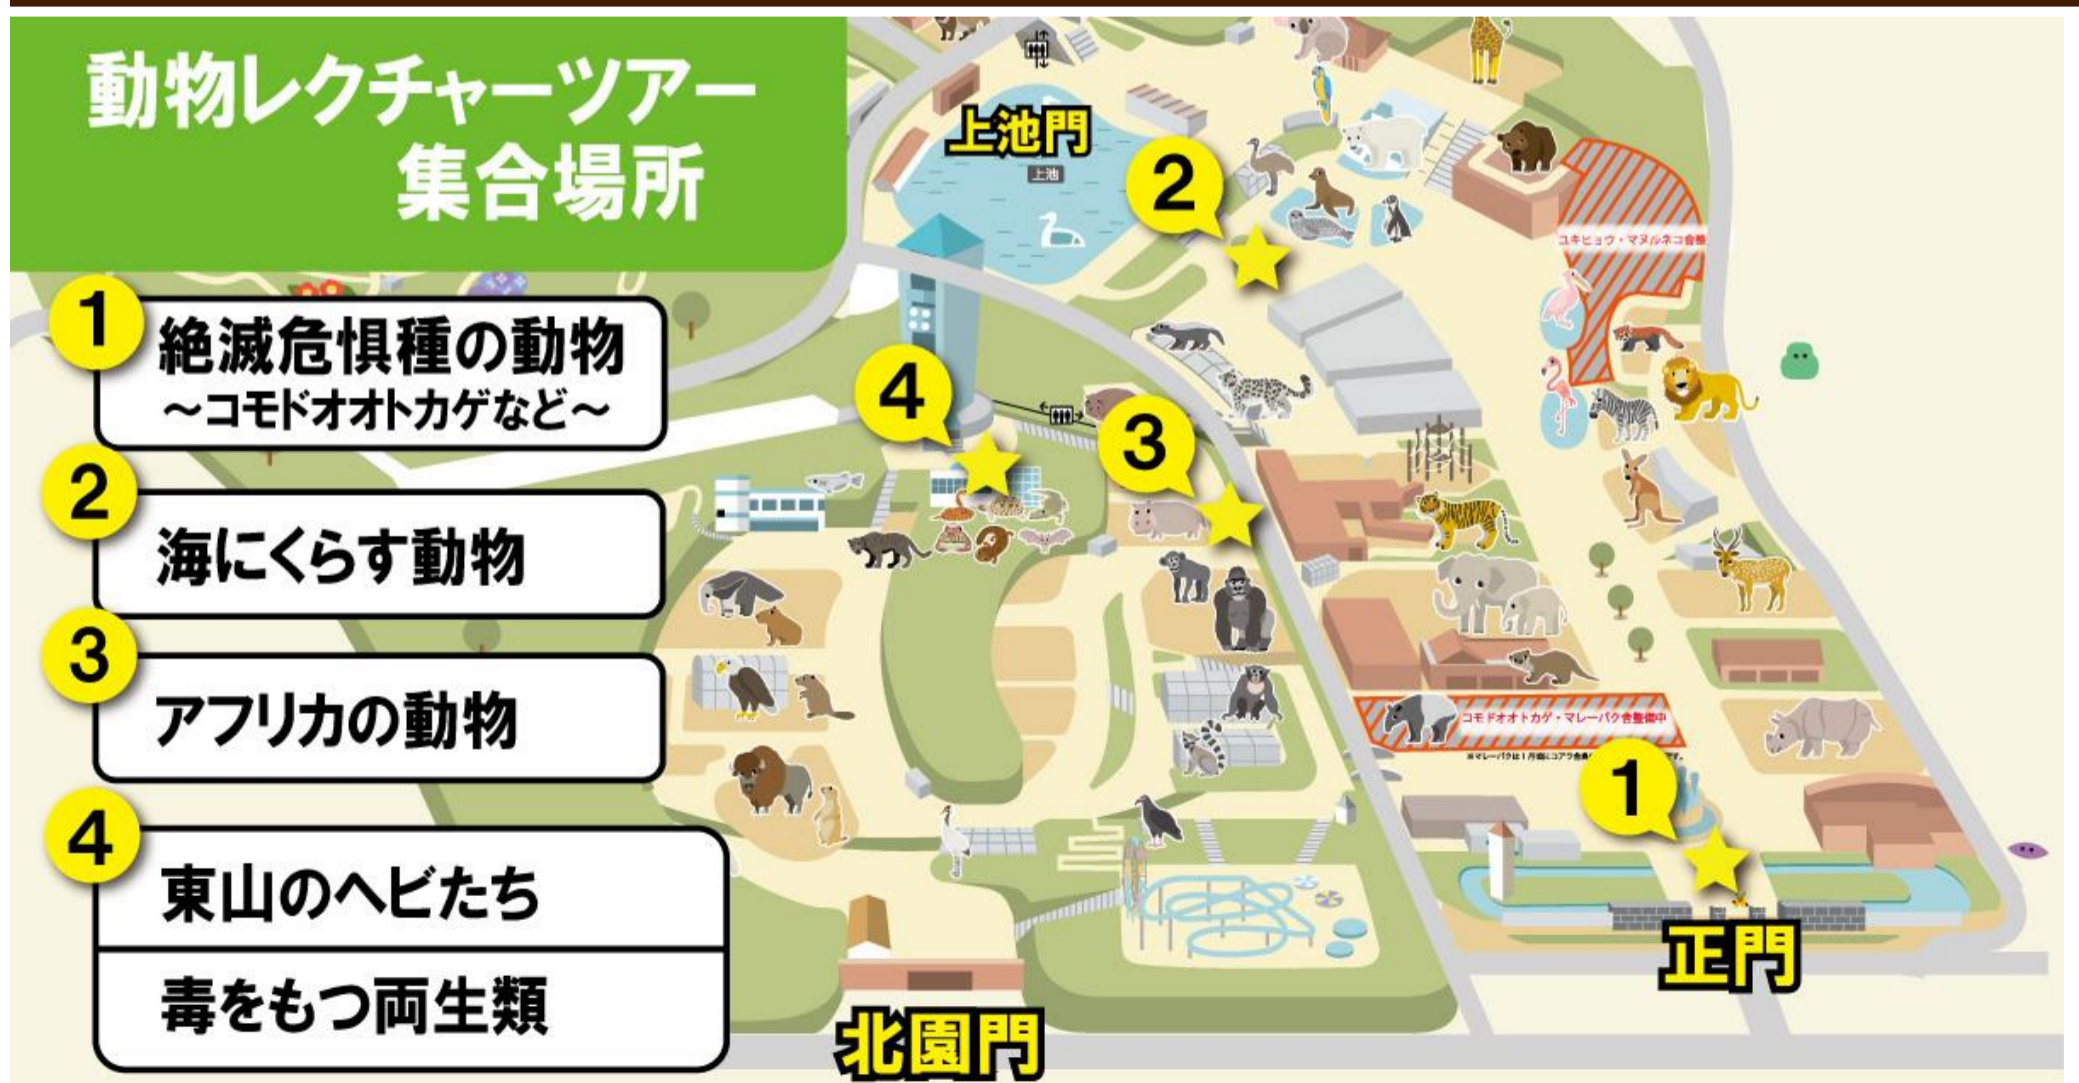 動物レクチャーツアー
集合場所
1
絶滅危惧種の動物
～コモドオオトカゲなど～
2
海にくらす動物
3
アフリカの動物
4
東山のヘビたち
毒をもつ両生類
上池門
上池
2
ユキヒョウ・マヌルネコ舎整
4
3
コモドオオトカゲ・マレーバク舎整備中
1
正門
北園門